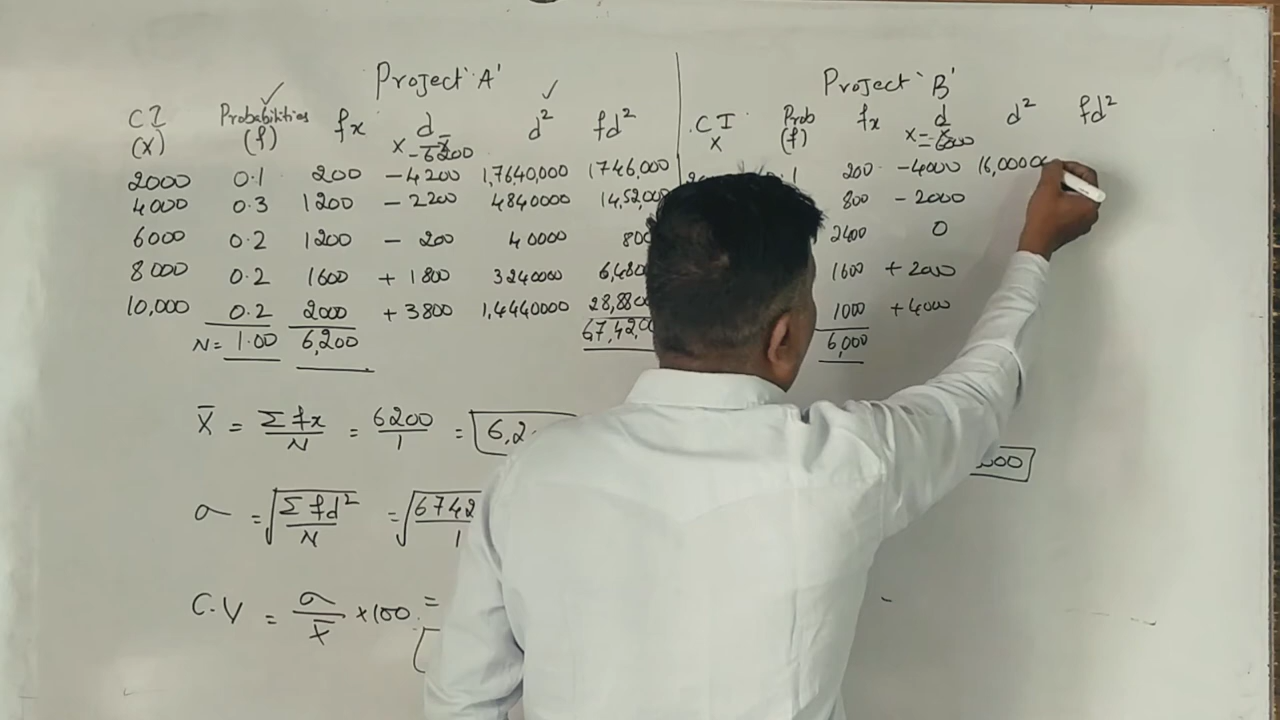 Project 'A' Project 'B'
CI Probabilities fx d d² fd² CI Prob fx d d² fd²
(X) (f) x - x̄ X (f) x - x̄
-6200 = 6000
2000 0.1 200 - 4200 1,7640,000 1746,000 0.1 200 - 4000 16,0000
4000 0.3 1200 - 2200 4840000 14,52,00 800 - 2000
6000 0.2 1200 - 200 40000 800 2400 0
8000 0.2 1600 + 1800 3240000 6,480 1600 + 2000
10,000 0.2 2000 + 3800 1,4440000 28,880 1000 + 4000
N = 1.00 6,200 67,42,00 6,000
X̄ = Σfx/N = 6200/1 = 6,2
σ = √Σfd²/N = √6742/1
C.V = σ/X̄ × 100 =